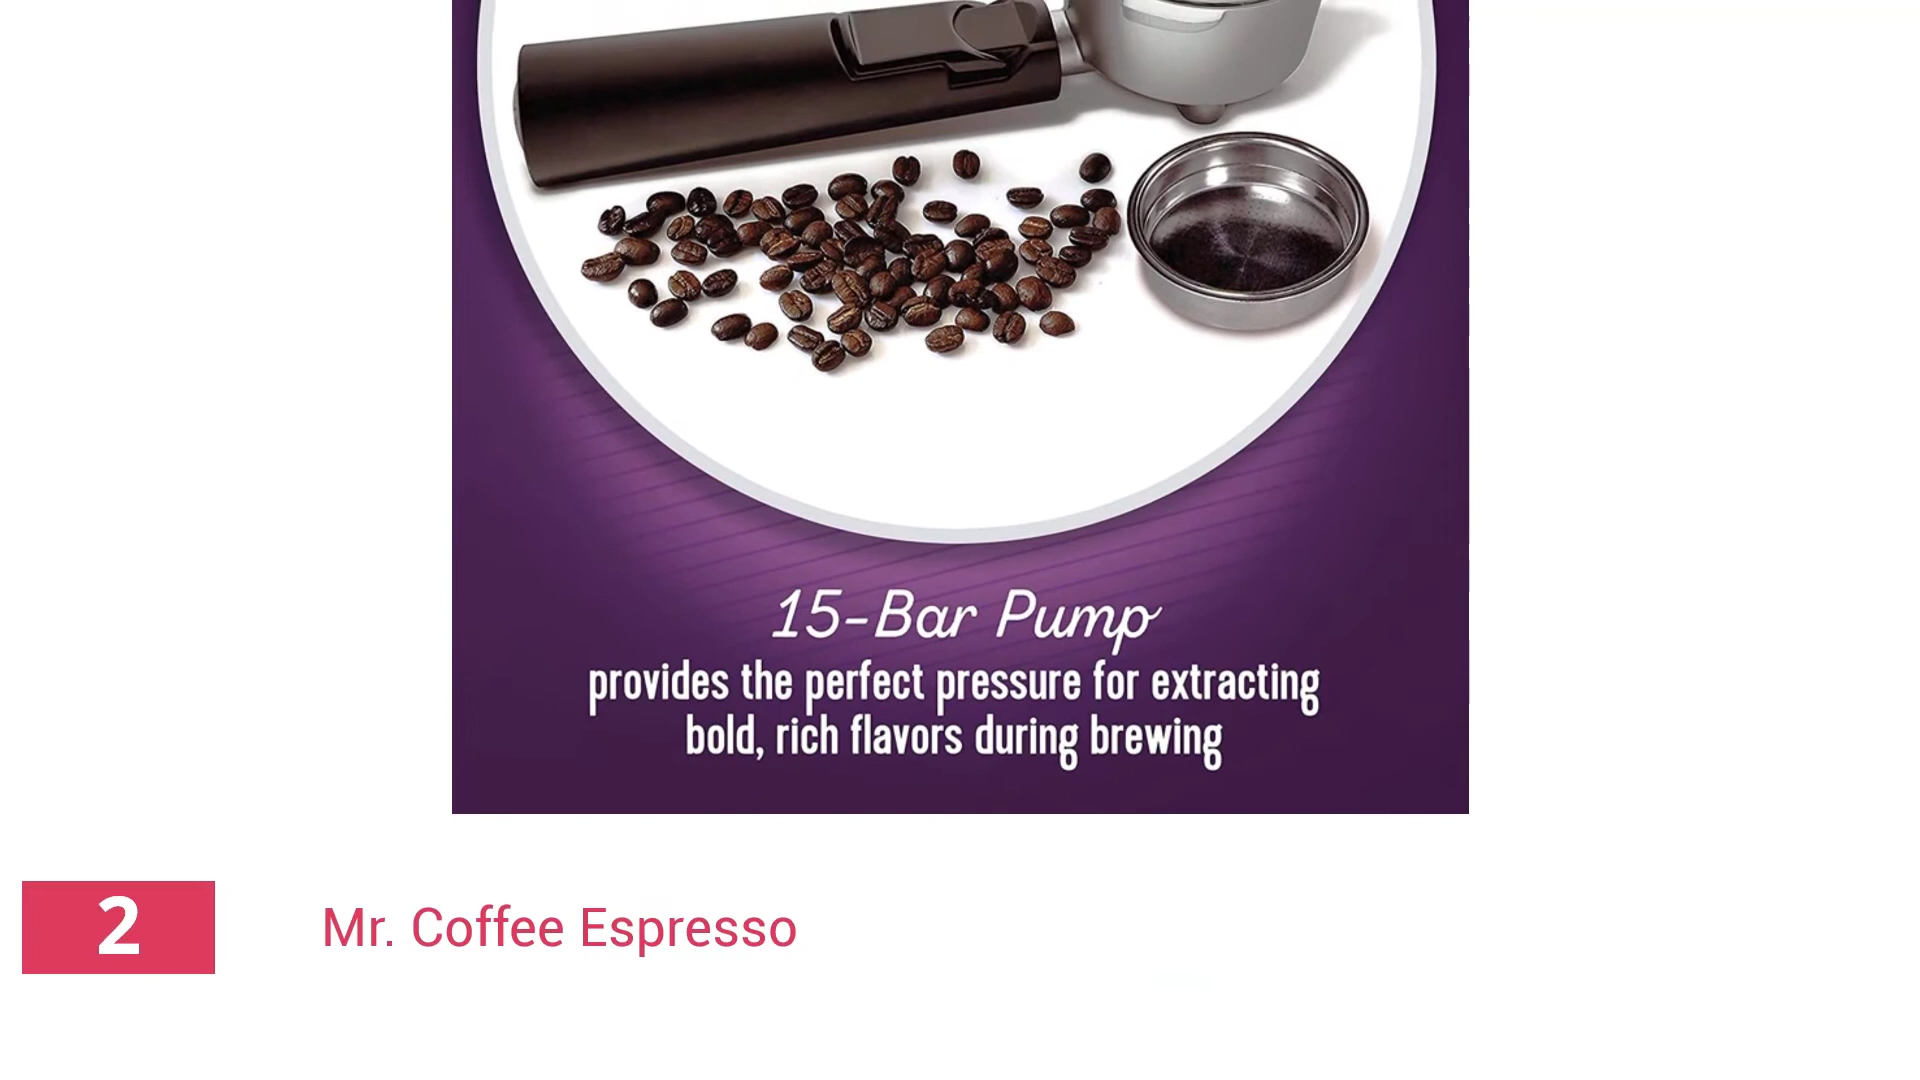 15-Bar Pump
provides the perfect pressure for extracting
bold, rich flavors during brewing
2
Mr. Coffee Espresso